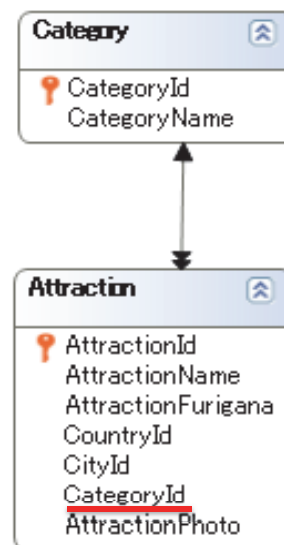 Category
CategoryId
CategoryName
Attraction
AttractionId
AttractionName
AttractionFurigana
CountryId
CityId
CategoryId
AttractionPhoto